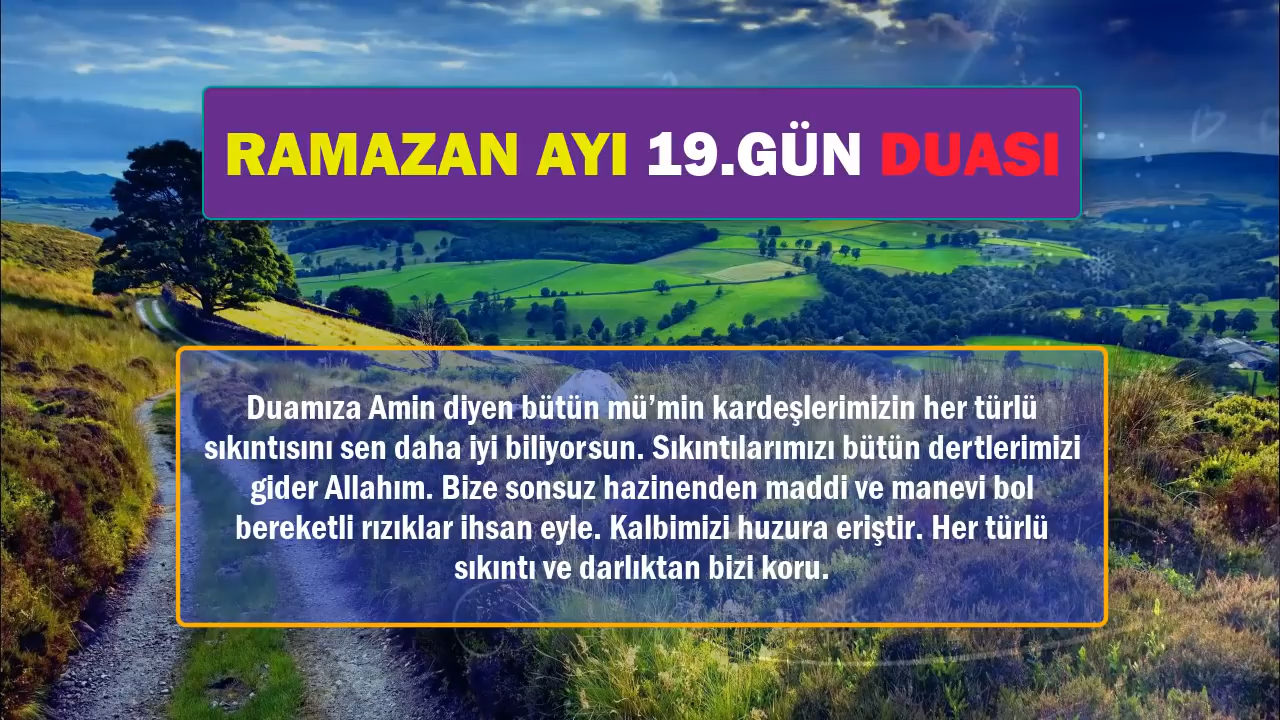 RAMAZAN AYI 19.GÜN DUASI
Duamıza Amin diyen bütün mü’min kardeşlerimizin her türlü
sıkıntısını sen daha iyi biliyorsun. Sıkıntılarımızı bütün dertlerimizi
gider Allahım. Bize sonsuz hazinenden maddi ve manevi bol
bereketli rızıklar ihsan eyle. Kalbimizi huzura eriştir. Her türlü
sıkıntı ve darlıktan bizi koru.